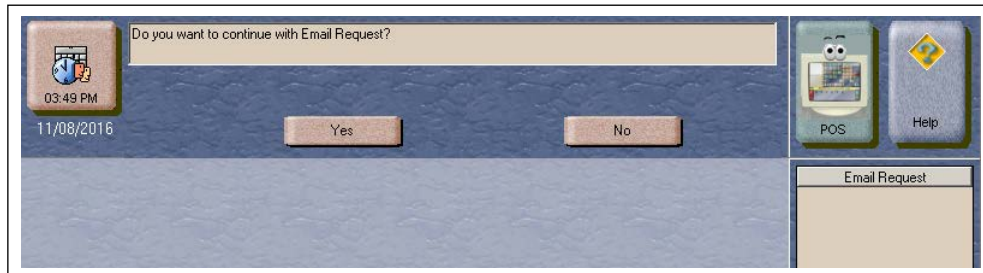 Do you want to continue with Email Request?
03:49 PM
11/08/2016
Yes
No
POS
Help
Email Request